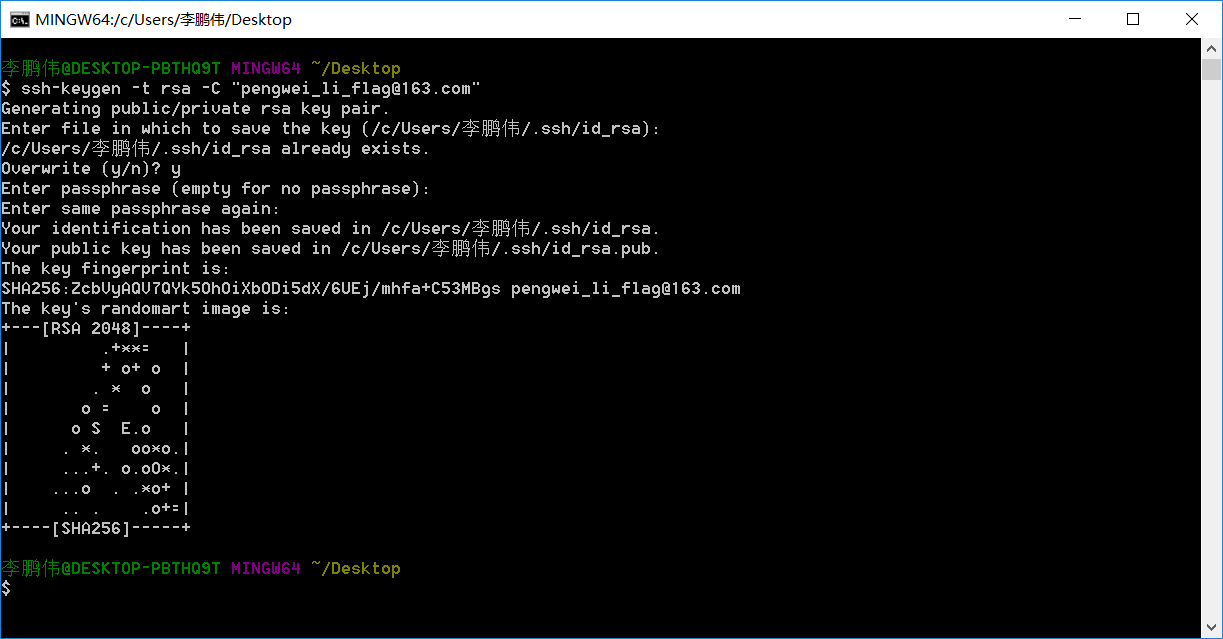 MINGW64:/c/Users/李鹏伟/Desktop
李鹏伟@DESKTOP-PBTHQ9T MINGW64 ~/Desktop
$ ssh-keygen -t rsa -C "pengwei_li_flag@163.com"
Generating public/private rsa key pair.
Enter file in which to save the key (/c/Users/李鹏伟/.ssh/id_rsa):
/c/Users/李鹏伟/.ssh/id_rsa already exists.
Overwrite (y/n)? y
Enter passphrase (empty for no passphrase):
Enter same passphrase again:
Your identification has been saved in /c/Users/李鹏伟/.ssh/id_rsa.
Your public key has been saved in /c/Users/李鹏伟/.ssh/id_rsa.pub.
The key fingerprint is:
SHA256:ZcbVyAQV7QYk5OhOiXbODi5dX/6UEj/mhfa+C53MBgs pengwei_li_flag@163.com
The key's randomart image is:
+---[RSA 2048]----+
|          .+**=   |
|          + o+ o  |
|         . *  o   |
|        o =    o  |
|       o S  E.o   |
|      . *.   oo*o.|
|      ...+. o.oO*.|
|     ...o  . .*o+ |
|      .. .    .o+=|
+----[SHA256]-----+
李鹏伟@DESKTOP-PBTHQ9T MINGW64 ~/Desktop
$